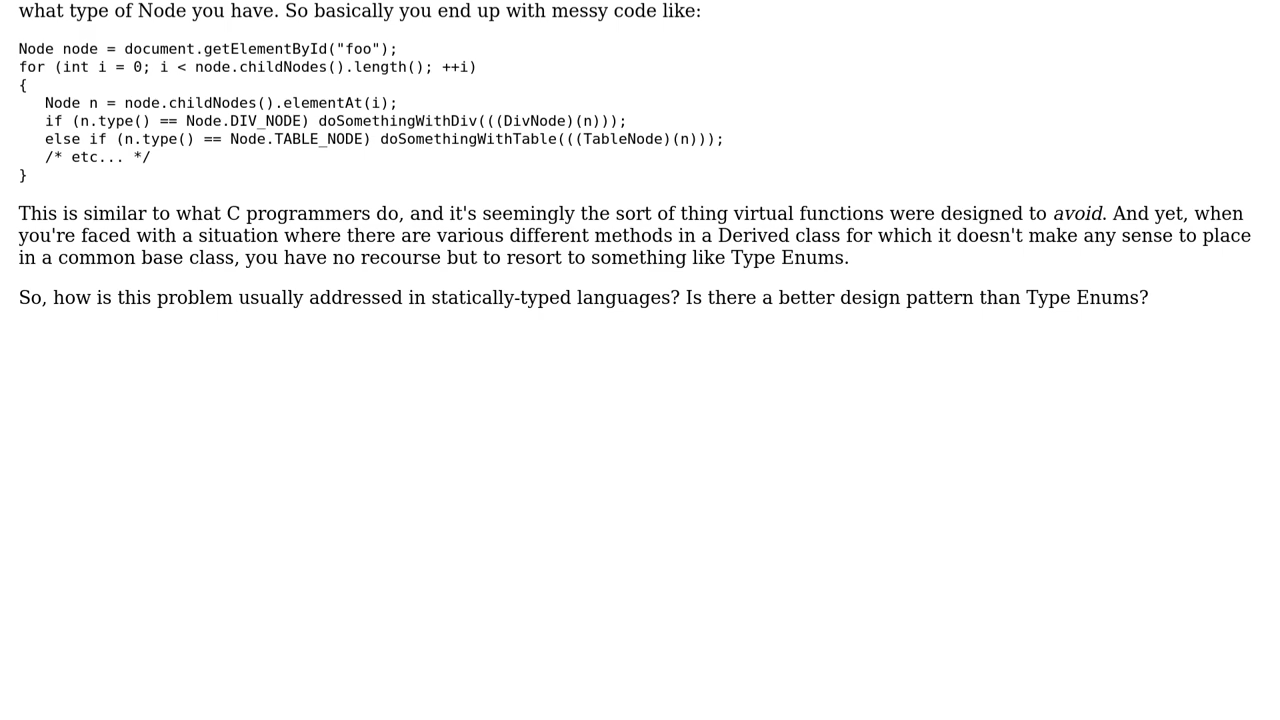 what type of Node you have. So basically you end up with messy code like:
Node node = document.getElementById("foo");
for (int i = 0; i < node.childNodes().length(); ++i)
{
   Node n = node.childNodes().elementAt(i);
   if (n.type() == Node.DIV_NODE) doSomethingWithDiv(((DivNode)(n)));
   else if (n.type() == Node.TABLE_NODE) doSomethingWithTable(((TableNode)(n)));
   /* etc... */
}
This is similar to what C programmers do, and it's seemingly the sort of thing virtual functions were designed to avoid. And yet, when
you're faced with a situation where there are various different methods in a Derived class for which it doesn't make any sense to place
in a common base class, you have no recourse but to resort to something like Type Enums.
So, how is this problem usually addressed in statically-typed languages? Is there a better design pattern than Type Enums?